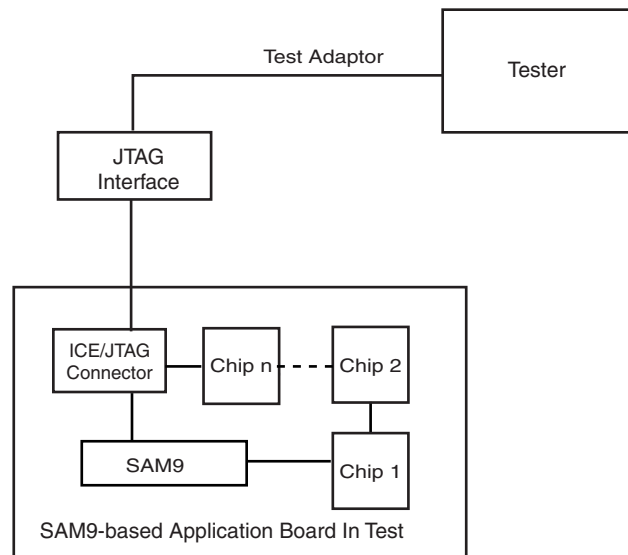 Test Adaptor
Tester
JTAG
Interface
ICE/JTAG
Connector
Chip n
Chip 2
SAM9
Chip 1
SAM9-based Application Board In Test